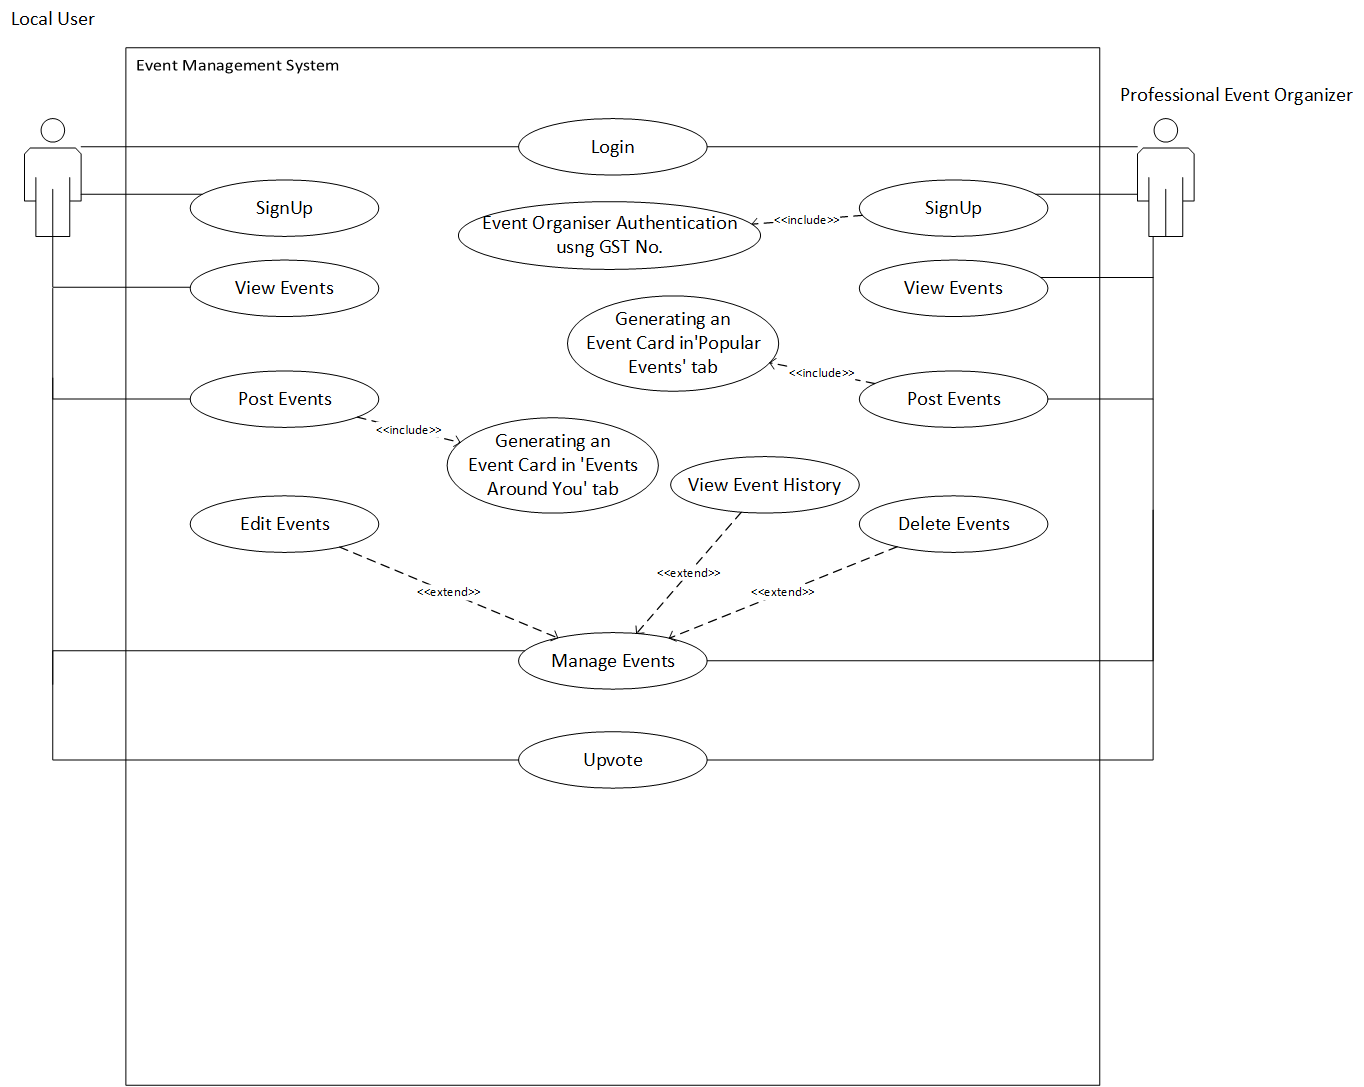 Local User
Event Management System
Professional Event Organizer
Login
SignUp
Event Organiser Authentication
usng GST No.
<<include>>
SignUp
View Events
View Events
Generating an
Event Card in'Popular
Events' tab
<<include>>
Post Events
Post Events
<<include>>
Generating an
Event Card in 'Events
Around You' tab
View Event History
Edit Events
Delete Events
<<extend>>
<<extend>>
<<extend>>
Manage Events
Upvote